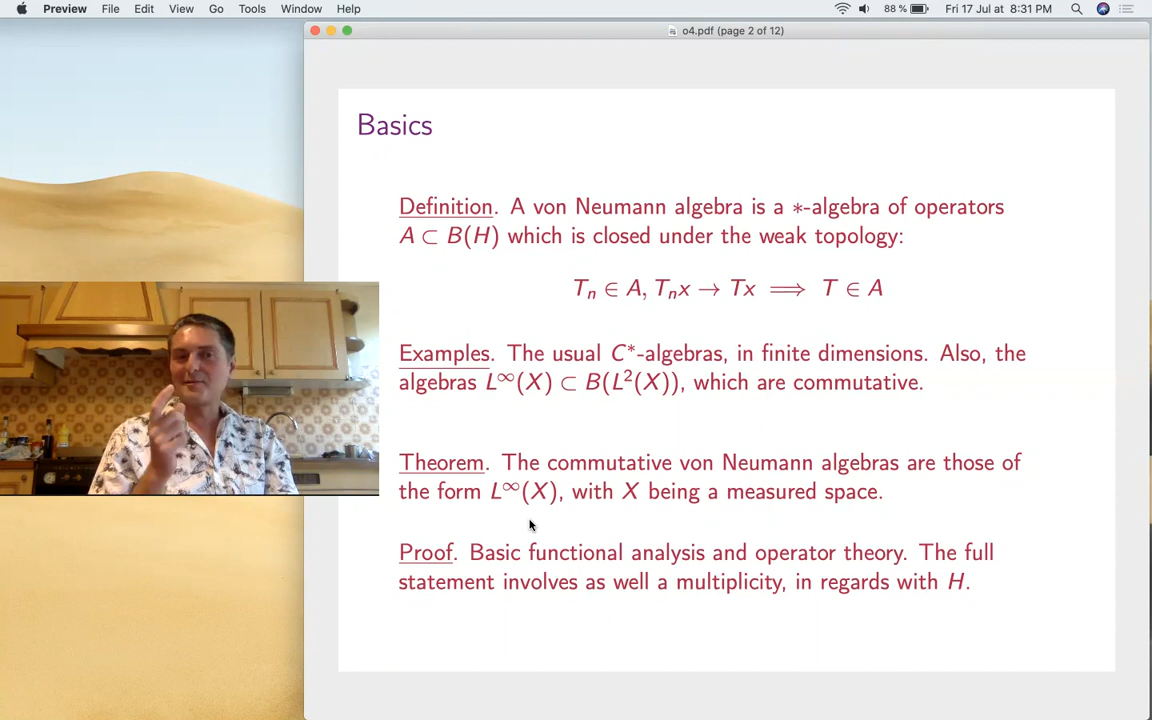 Preview File Edit View Go Tools Window Help 88 % Fri 17 Jul at 8:31 PM
o4.pdf (page 2 of 12)
Basics
Definition. A von Neumann algebra is a ∗-algebra of operators
A ⊂ B(H) which is closed under the weak topology:
Tₙ ∈ A, Tₙx → Tx ⟹ T ∈ A
Examples. The usual C*-algebras, in finite dimensions. Also, the
algebras L∞(X) ⊂ B(L²(X)), which are commutative.
Theorem. The commutative von Neumann algebras are those of
the form L∞(X), with X being a measured space.
Proof. Basic functional analysis and operator theory. The full
statement involves as well a multiplicity, in regards with H.